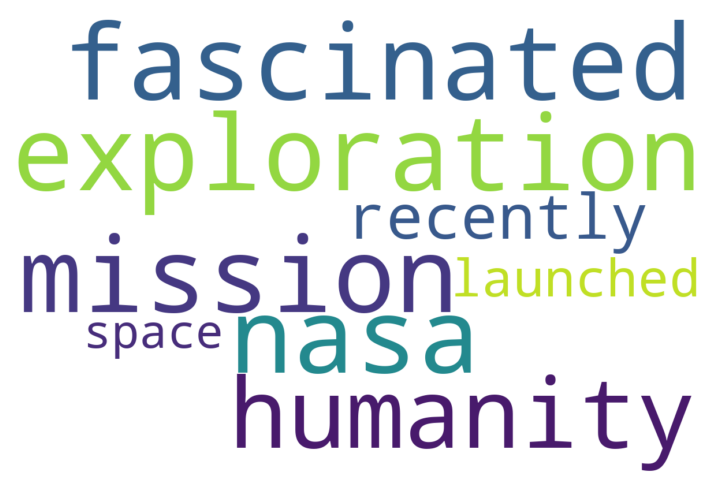 fascinated
exploration
recently
mission
launched
space
nasa
humanity